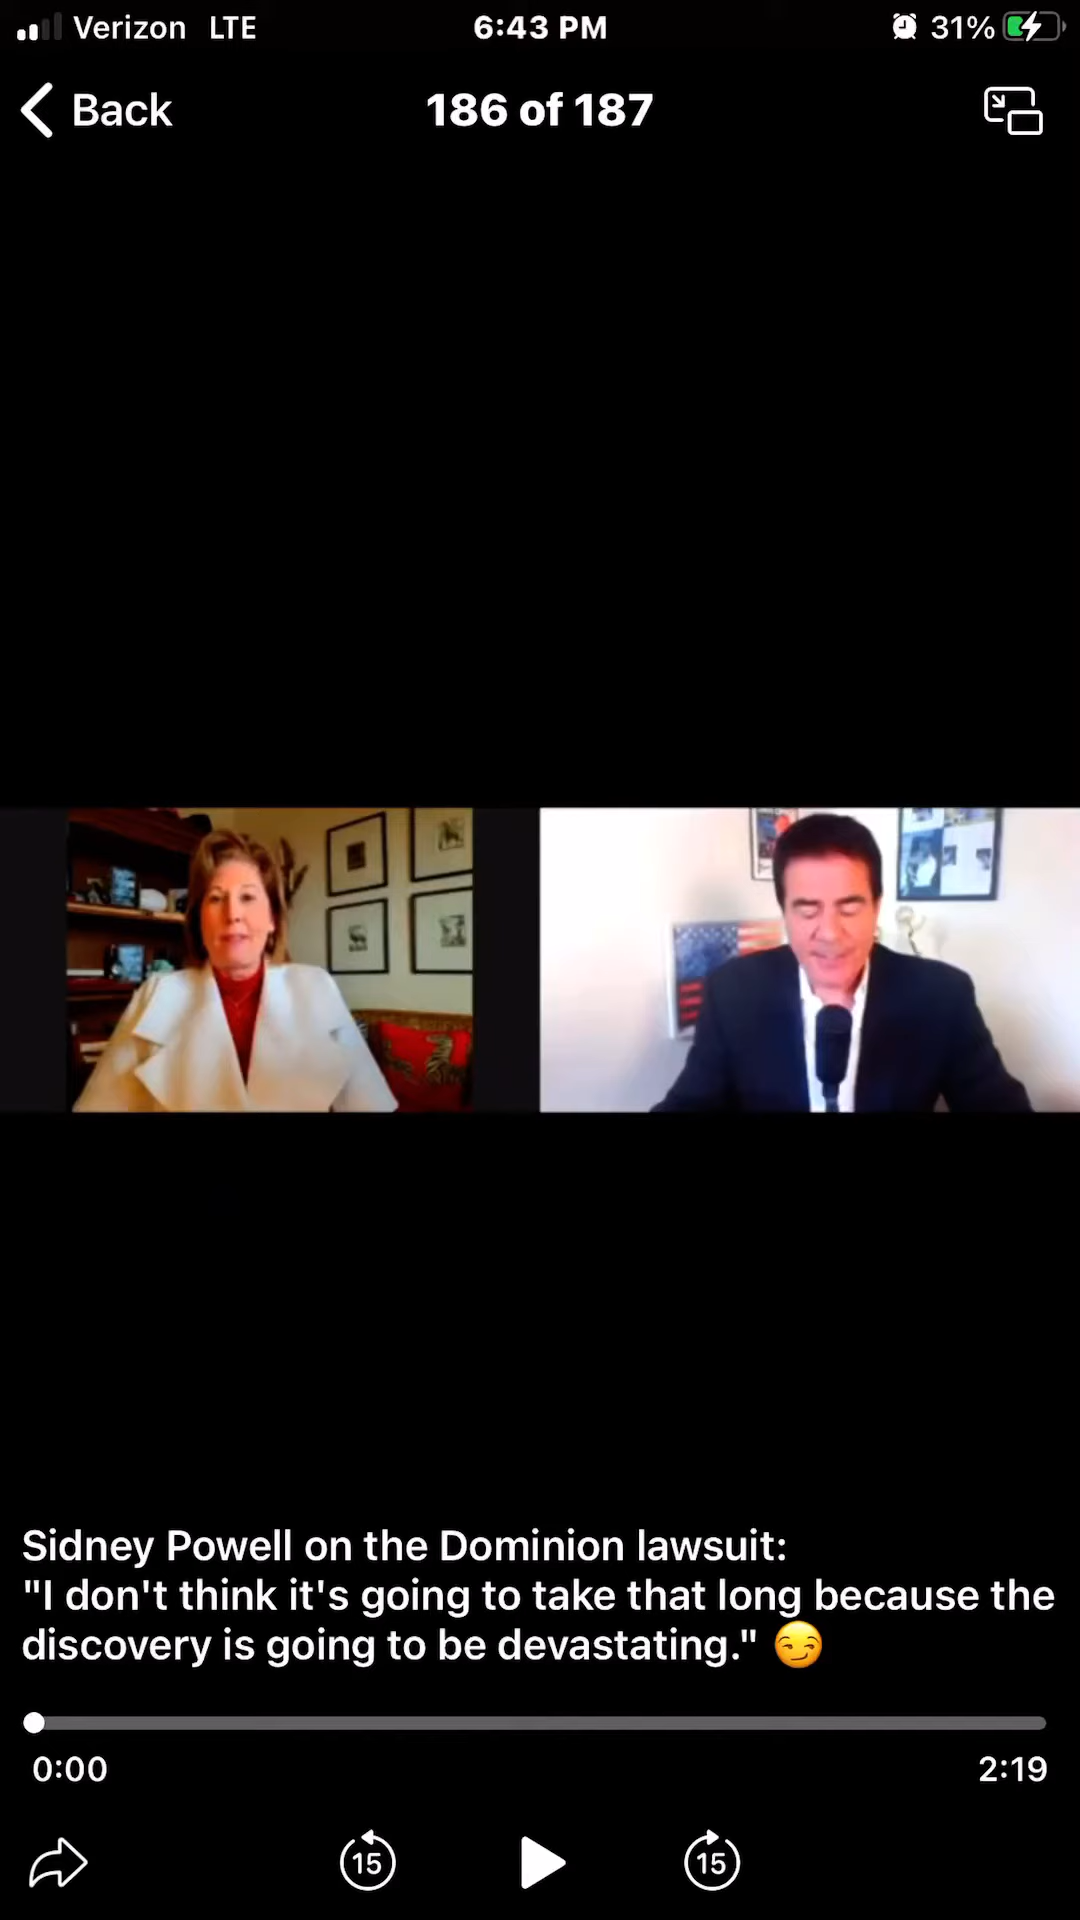 Verizon LTE 6:43 PM 31%
Back 186 of 187
Sidney Powell on the Dominion lawsuit:
"I don't think it's going to take that long because the
discovery is going to be devastating." 😏
0:00 2:19
15 15